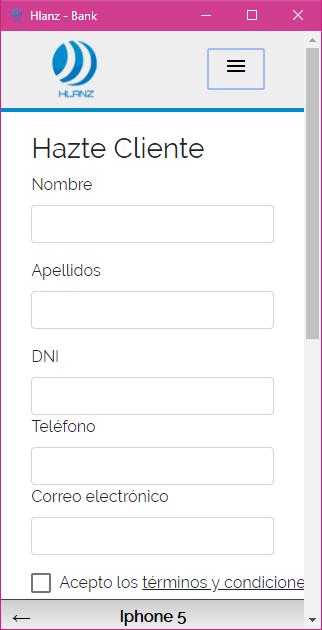 Hlanz - Bank
HLANZ
Hazte Cliente
Nombre
Apellidos
DNI
Teléfono
Correo electrónico
Acepto los términos y condicione
Iphone 5